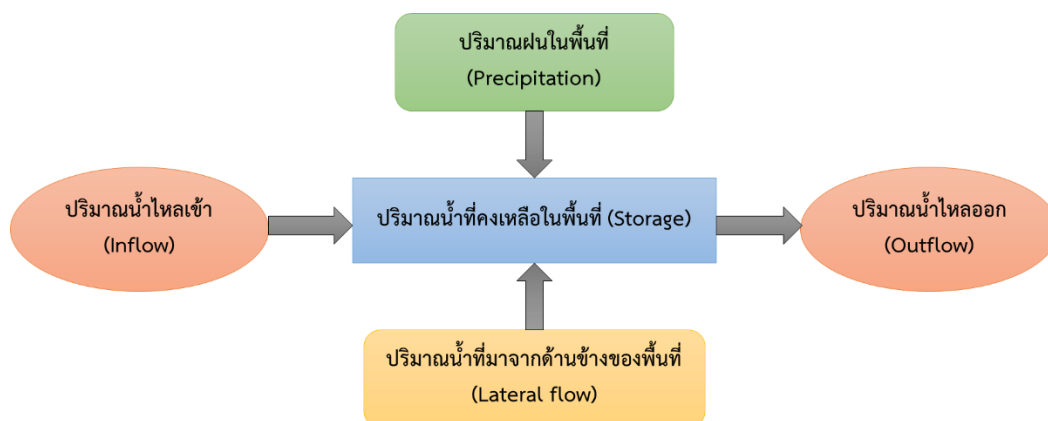 ปริมาณฝนในพื้นที่
(Precipitation)
ปริมาณน้ำไหลเข้า
(Inflow)
ปริมาณน้ำที่คงเหลือในพื้นที่ (Storage)
ปริมาณน้ำไหลออก
(Outflow)
ปริมาณน้ำที่มาจากด้านข้างของพื้นที่
(Lateral flow)